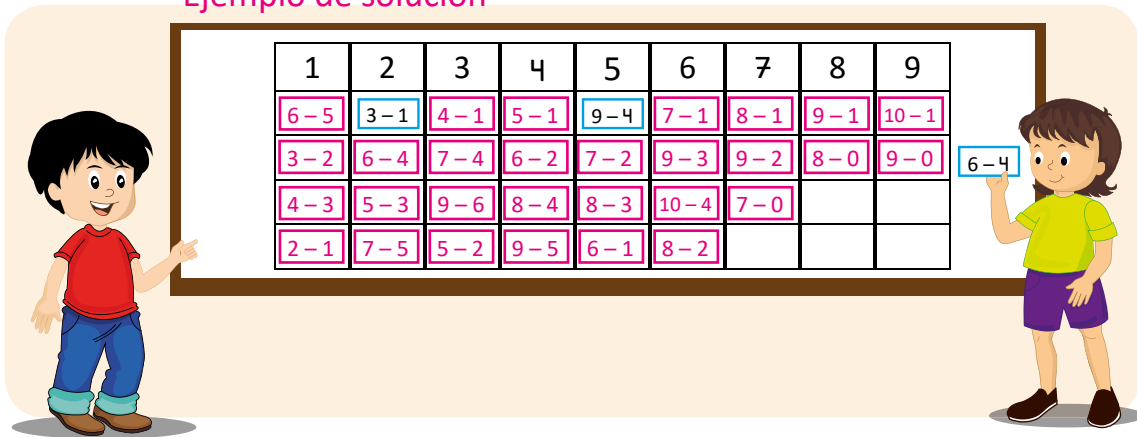 Ejemplo de solución
1 2 3 4 5 6 7 8 9
6 – 5 3 – 1 4 – 1 5 – 1 9 – 4 7 – 1 8 – 1 9 – 1 10 – 1
3 – 2 6 – 4 7 – 4 6 – 2 7 – 2 9 – 3 9 – 2 8 – 0 9 – 0
6 – 4
4 – 3 5 – 3 9 – 6 8 – 4 8 – 3 10 – 4 7 – 0
2 – 1 7 – 5 5 – 2 9 – 5 6 – 1 8 – 2